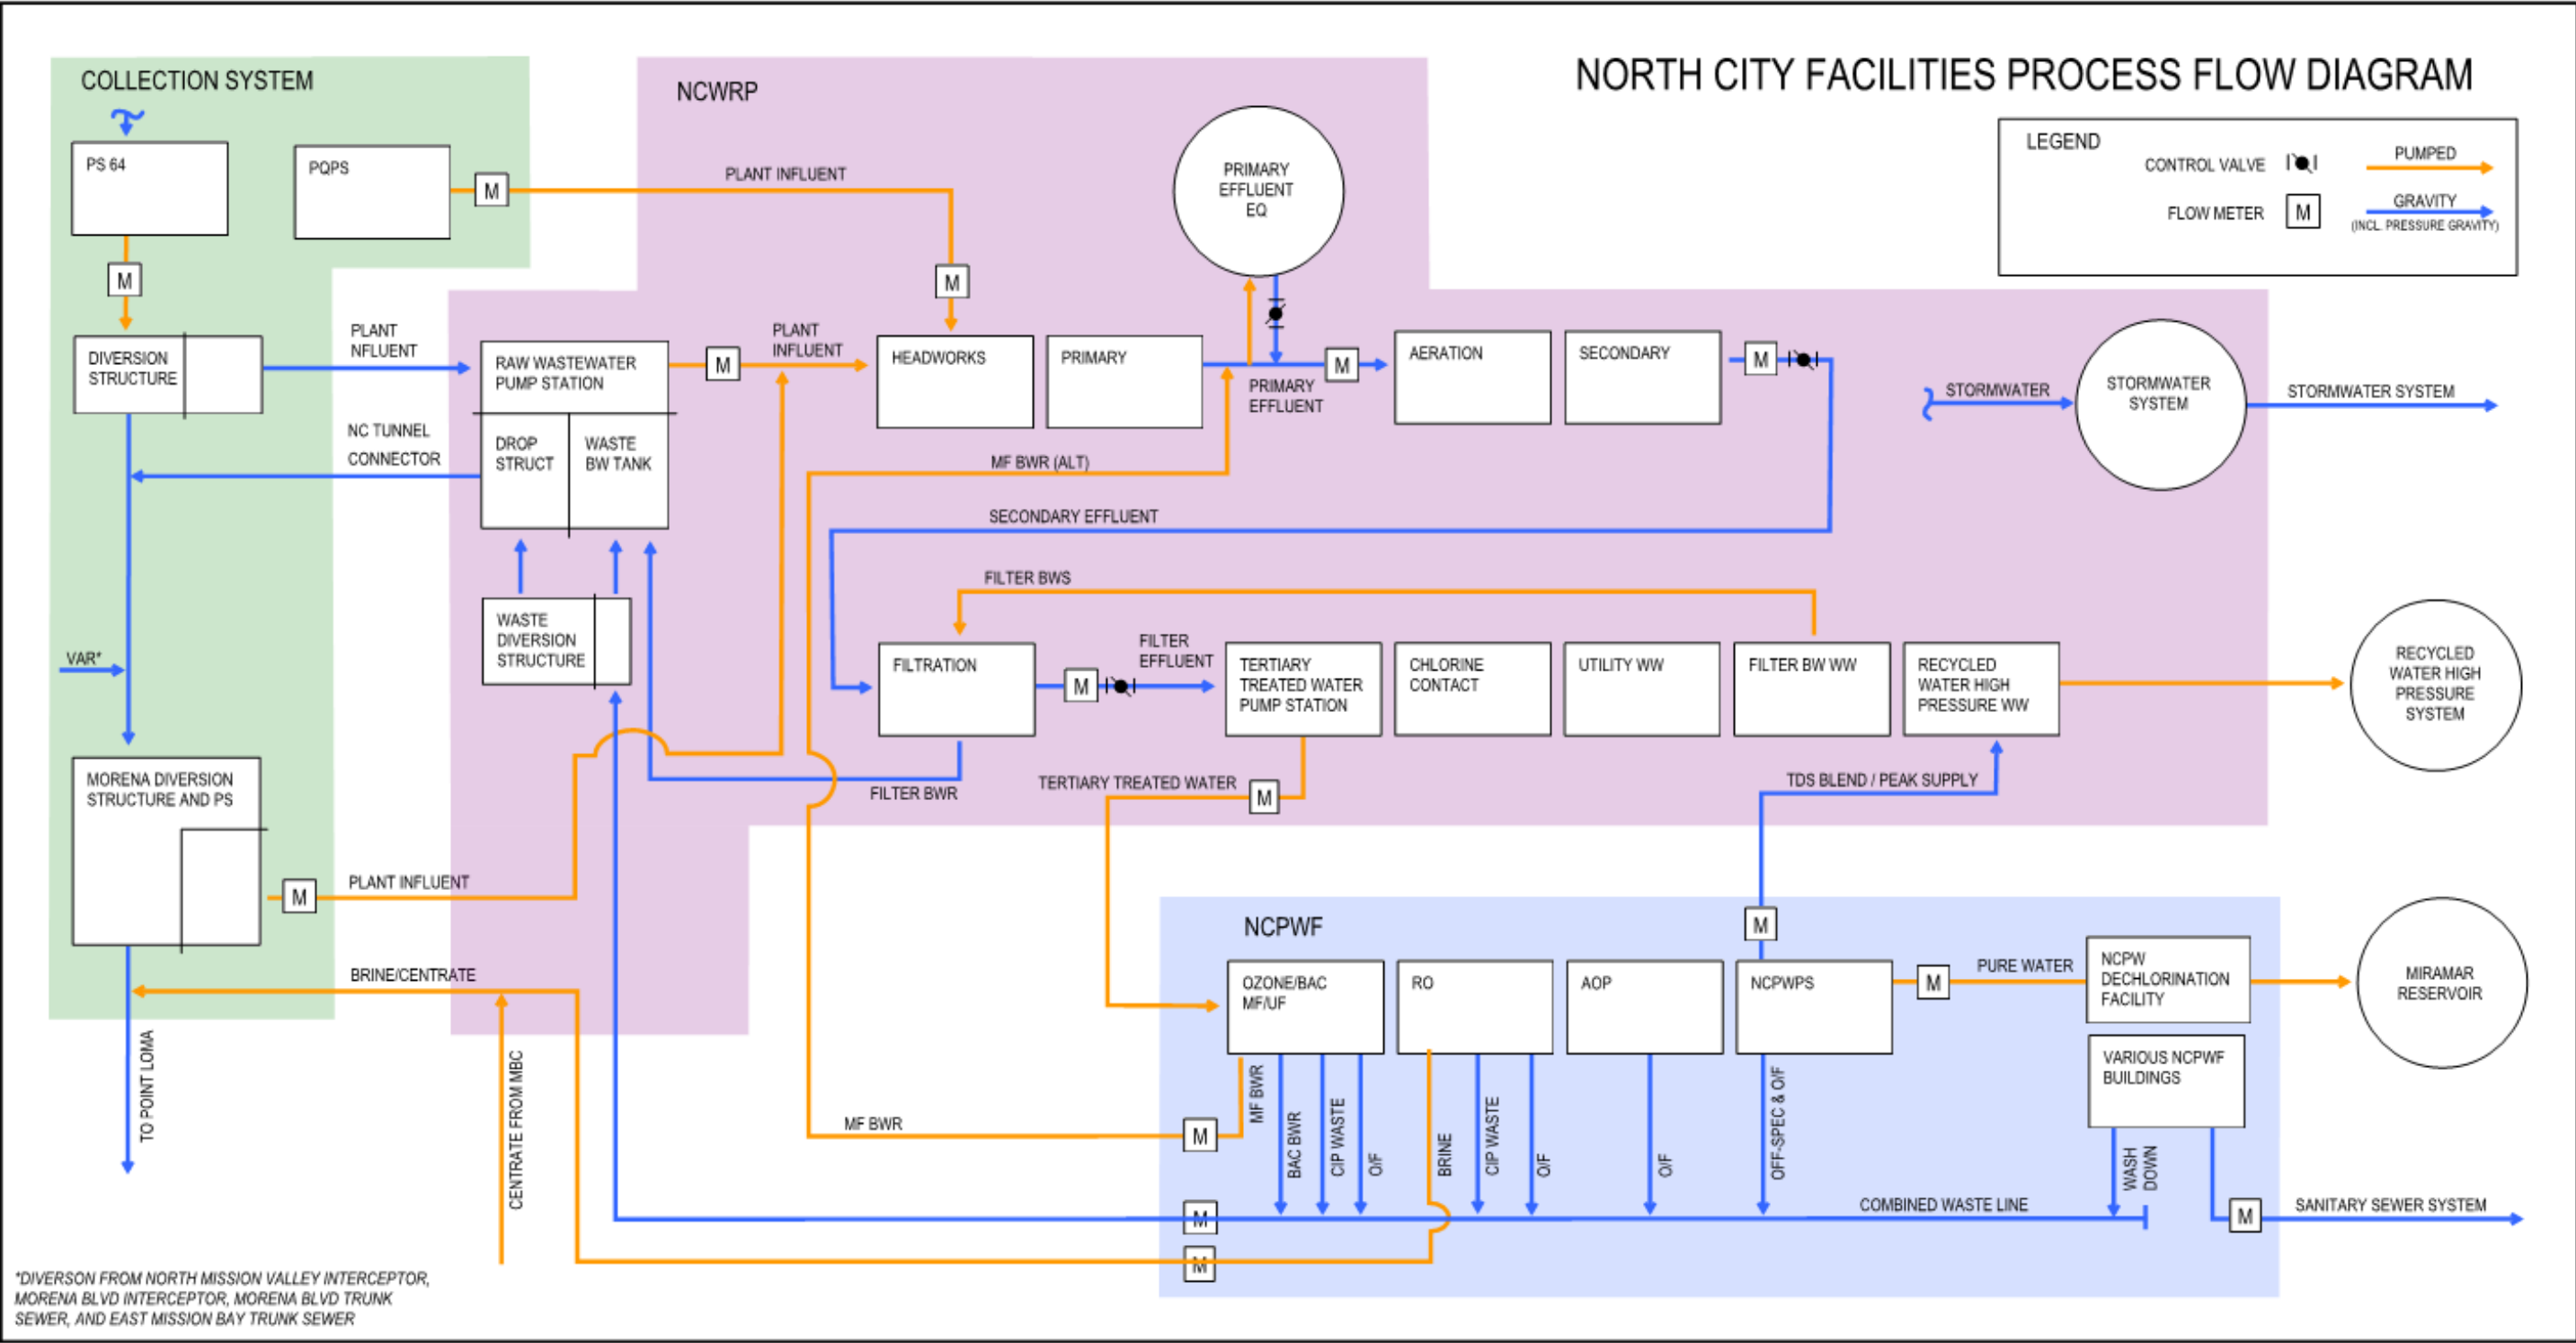 NORTH CITY FACILITIES PROCESS FLOW DIAGRAM
LEGEND
CONTROL VALVE
PUMPED
FLOW METER
M
GRAVITY
(INCL. PRESSURE GRAVITY)
COLLECTION SYSTEM
PS 64
PQPS
M
M
DIVERSION
STRUCTURE
PLANT
NFLUENT
NC TUNNEL
CONNECTOR
VAR*
MORENA DIVERSION
STRUCTURE AND PS
M
PLANT INFLUENT
BRINE/CENTRATE
TO POINT LOMA
CENTRATE FROM MBC
NCWRP
PLANT INFLUENT
M
PRIMARY
EFFLUENT
EQ
RAW WASTEWATER
PUMP STATION
DROP
STRUCT
WASTE
BW TANK
M
PLANT
INFLUENT
HEADWORKS
PRIMARY
PRIMARY
EFFLUENT
M
AERATION
SECONDARY
M
STORMWATER
STORMWATER
SYSTEM
STORMWATER SYSTEM
MF BWR (ALT)
SECONDARY EFFLUENT
FILTER BWS
WASTE
DIVERSION
STRUCTURE
FILTRATION
M
FILTER
EFFLUENT
TERTIARY
TREATED WATER
PUMP STATION
CHLORINE
CONTACT
UTILITY WW
FILTER BW WW
RECYCLED
WATER HIGH
PRESSURE WW
RECYCLED
WATER HIGH
PRESSURE
SYSTEM
FILTER BWR
TERTIARY TREATED WATER
M
TDS BLEND / PEAK SUPPLY
NCPWF
M
OZONE/BAC
MF/UF
RO
AOP
NCPWPS
M
PURE WATER
NCPW
DECHLORINATION
FACILITY
MIRAMAR
RESERVOIR
VARIOUS NCPWF
BUILDINGS
MF BWR
M
MF BWR
BAC BWR
CIP WASTE
O/F
BRINE
CIP WASTE
O/F
O/F
OFF-SPEC & O/F
WASH
DOWN
M
COMBINED WASTE LINE
M
SANITARY SEWER SYSTEM
M
*DIVERSON FROM NORTH MISSION VALLEY INTERCEPTOR,
MORENA BLVD INTERCEPTOR, MORENA BLVD TRUNK
SEWER, AND EAST MISSION BAY TRUNK SEWER